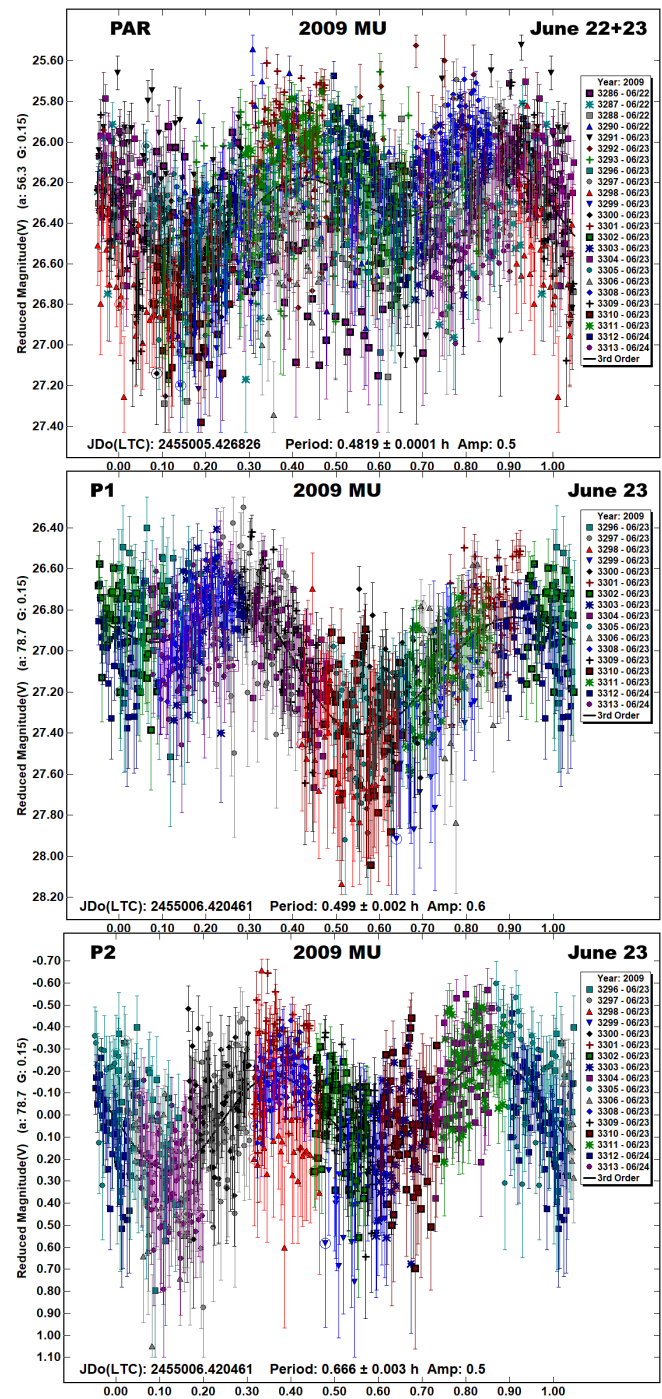 PAR 2009 MU June 22+23
Reduced Magnitude(V) (a: 56.3 G: 0.15)
25.60
25.80
26.00
26.20
26.40
26.60
26.80
27.00
27.20
27.40
Year: 2009
3286 - 06/22
3287 - 06/22
3288 - 06/22
3290 - 06/22
3291 - 06/23
3292 - 06/23
3293 - 06/23
3296 - 06/23
3297 - 06/23
3298 - 06/23
3299 - 06/23
3300 - 06/23
3301 - 06/23
3302 - 06/23
3303 - 06/23
3304 - 06/23
3305 - 06/23
3306 - 06/23
3308 - 06/23
3309 - 06/23
3310 - 06/23
3311 - 06/23
3312 - 06/24
3313 - 06/24
3rd Order
JDo(LTC): 2455005.426826 Period: 0.4819 ± 0.0001 h Amp: 0.5
0.00 0.10 0.20 0.30 0.40 0.50 0.60 0.70 0.80 0.90 1.00
P1 2009 MU June 23
Reduced Magnitude(V) (a: 78.7 G: 0.15)
26.40
26.60
26.80
27.00
27.20
27.40
27.60
27.80
28.00
28.20
Year: 2009
3296 - 06/23
3297 - 06/23
3298 - 06/23
3299 - 06/23
3300 - 06/23
3301 - 06/23
3302 - 06/23
3303 - 06/23
3304 - 06/23
3305 - 06/23
3306 - 06/23
3308 - 06/23
3309 - 06/23
3310 - 06/23
3311 - 06/23
3312 - 06/24
3313 - 06/24
3rd Order
JDo(LTC): 2455006.420461 Period: 0.499 ± 0.002 h Amp: 0.6
0.00 0.10 0.20 0.30 0.40 0.50 0.60 0.70 0.80 0.90 1.00
P2 2009 MU June 23
Reduced Magnitude(V) (a: 78.7 G: 0.15)
-0.70
-0.60
-0.50
-0.40
-0.30
-0.20
-0.10
0.00
0.10
0.20
0.30
0.40
0.50
0.60
0.70
0.80
0.90
1.00
1.10
Year: 2009
3296 - 06/23
3297 - 06/23
3298 - 06/23
3299 - 06/23
3300 - 06/23
3301 - 06/23
3302 - 06/23
3303 - 06/23
3304 - 06/23
3305 - 06/23
3306 - 06/23
3308 - 06/23
3309 - 06/23
3310 - 06/23
3311 - 06/23
3312 - 06/24
3313 - 06/24
3rd Order
JDo(LTC): 2455006.420461 Period: 0.666 ± 0.003 h Amp: 0.5
0.00 0.10 0.20 0.30 0.40 0.50 0.60 0.70 0.80 0.90 1.00